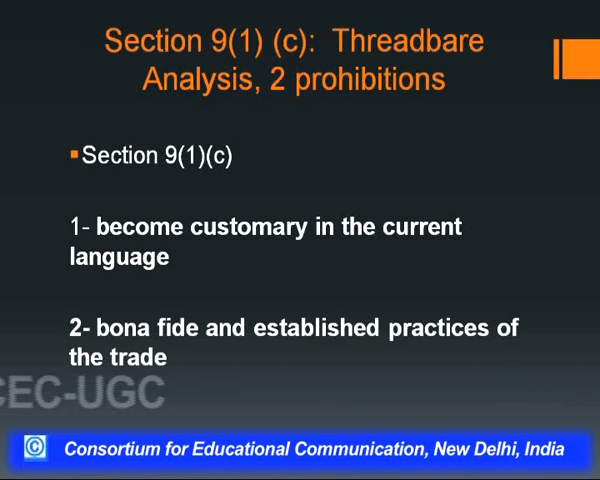 Section 9(1) (c):  Threadbare
Analysis, 2 prohibitions
Section 9(1)(c)
1- become customary in the current
language
2- bona fide and established practices of
the trade
CEC-UGC
© Consortium for Educational Communication, New Delhi, India